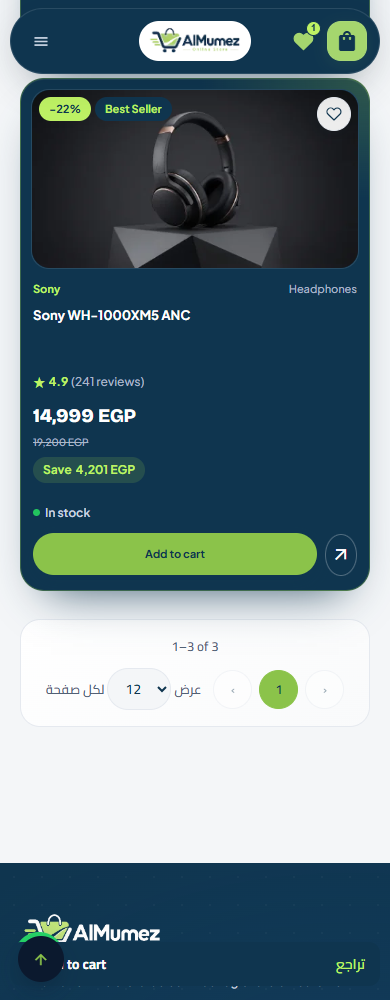 AlMumez
1
-22%
Best Seller
Sony
Headphones
Sony WH-1000XM5 ANC
4.9 (241 reviews)
14,999 EGP
19,200 EGP
Save 4,201 EGP
In stock
Add to cart
1–3 of 3
عرض 12 لكل صفحة
‹ 1 ›
AlMumez
to cart
تراجع